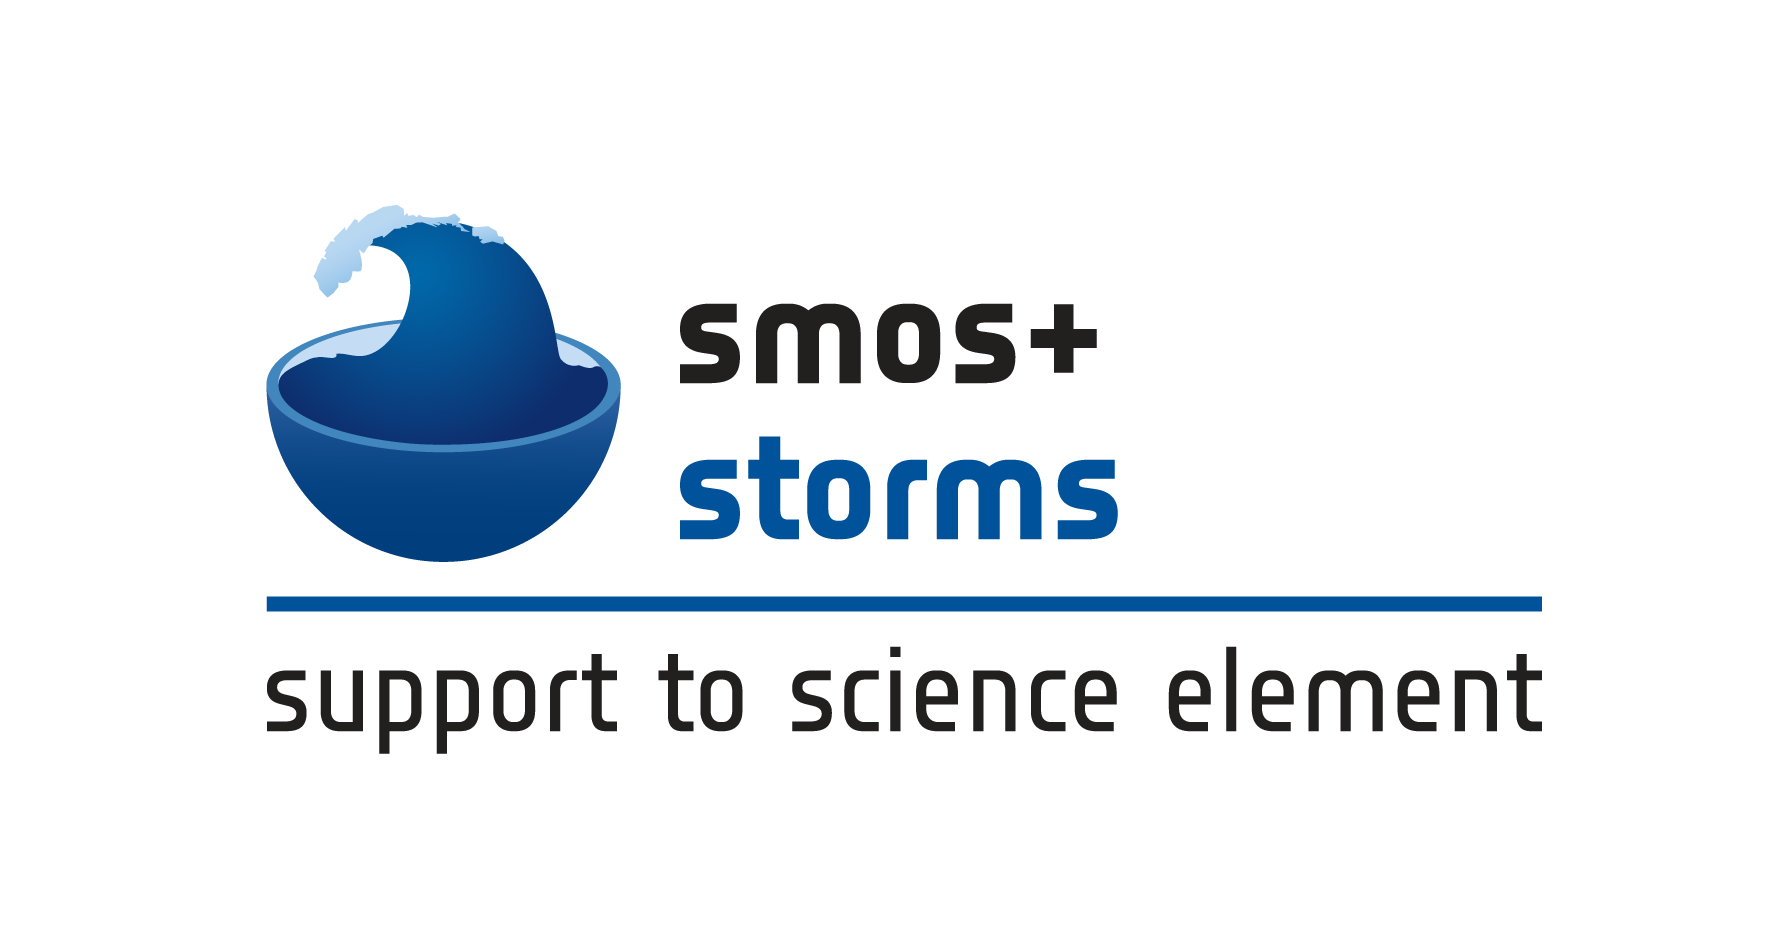 smos+
storms
support to science element